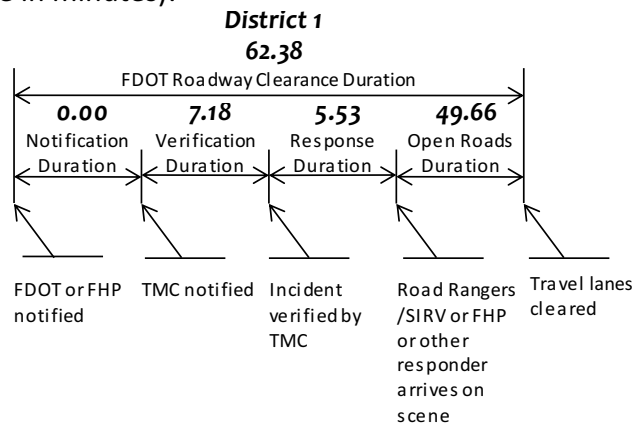 e in minutes).
District 1
62.38
FDOT Roadway Clearance Duration
0.00 7.18 5.53 49.66
Notification Verification Response Open Roads
Duration Duration Duration Duration
FDOT or FHP TMC notified Incident Road Rangers Travel lanes
notified verified by /SIRV or FHP cleared
TMC or other
responder
arrives on
scene